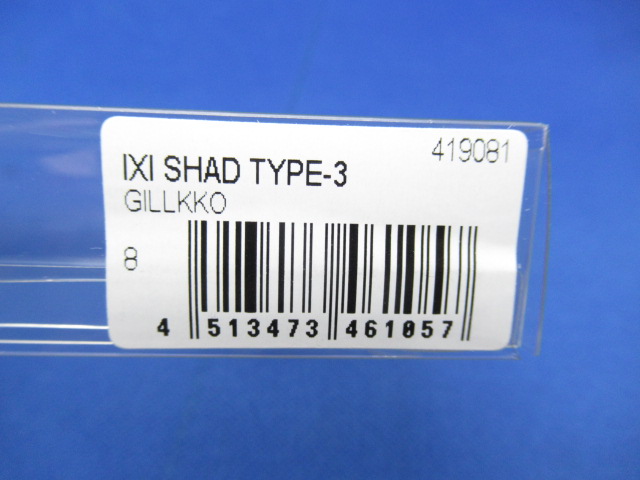 419081
IXI SHAD TYPE-3
GILLKKO
8
4 513473 461057